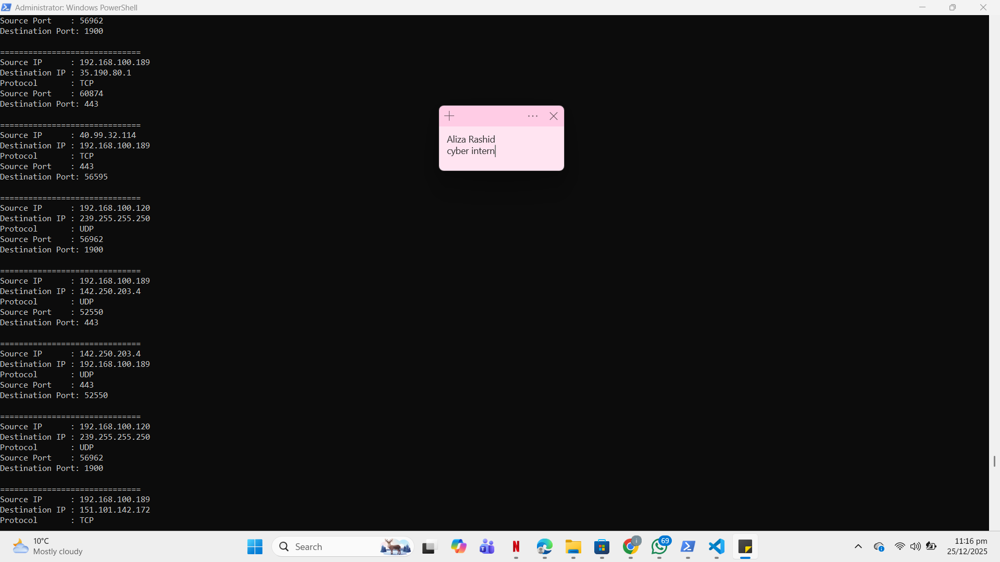 Administrator: Windows PowerShell
Source Port    : 56962
Destination Port: 1900
==============================
Source IP      : 192.168.100.189
Destination IP : 35.190.80.1
Protocol       : TCP
Source Port    : 60874
Destination Port: 443
==============================
Source IP      : 40.99.32.114
Destination IP : 192.168.100.189
Protocol       : TCP
Source Port    : 443
Destination Port: 56595
==============================
Source IP      : 192.168.100.120
Destination IP : 239.255.255.250
Protocol       : UDP
Source Port    : 56962
Destination Port: 1900
==============================
Source IP      : 192.168.100.189
Destination IP : 142.250.203.4
Protocol       : UDP
Source Port    : 52550
Destination Port: 443
==============================
Source IP      : 142.250.203.4
Destination IP : 192.168.100.189
Protocol       : UDP
Source Port    : 443
Destination Port: 52550
==============================
Source IP      : 192.168.100.120
Destination IP : 239.255.255.250
Protocol       : UDP
Source Port    : 56962
Destination Port: 1900
==============================
Source IP      : 192.168.100.189
Destination IP : 151.101.142.172
Protocol       : TCP
Aliza Rashid
cyber intern
10°C
Mostly cloudy
Search
69
11:16 pm
25/12/2025